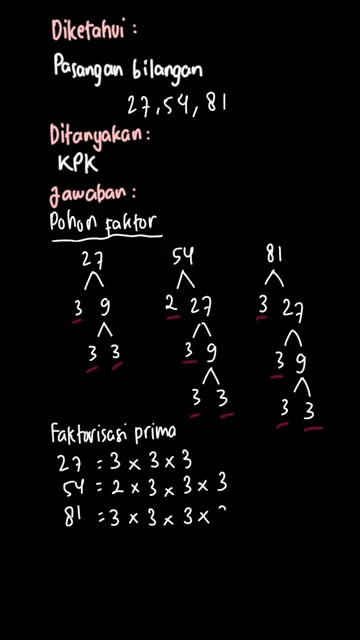 Diketahui :
Pasangan bilangan
27, 54, 81
Ditanyakan :
KPK
Jawaban :
Pohon faktor
27 54 81
3 9 2 27 3 27
3 3 3 9 3 9
3 3 3 3
Faktorisasi prima
27 = 3 × 3 × 3
54 = 2 × 3 × 3 × 3
81 = 3 × 3 × 3 ×